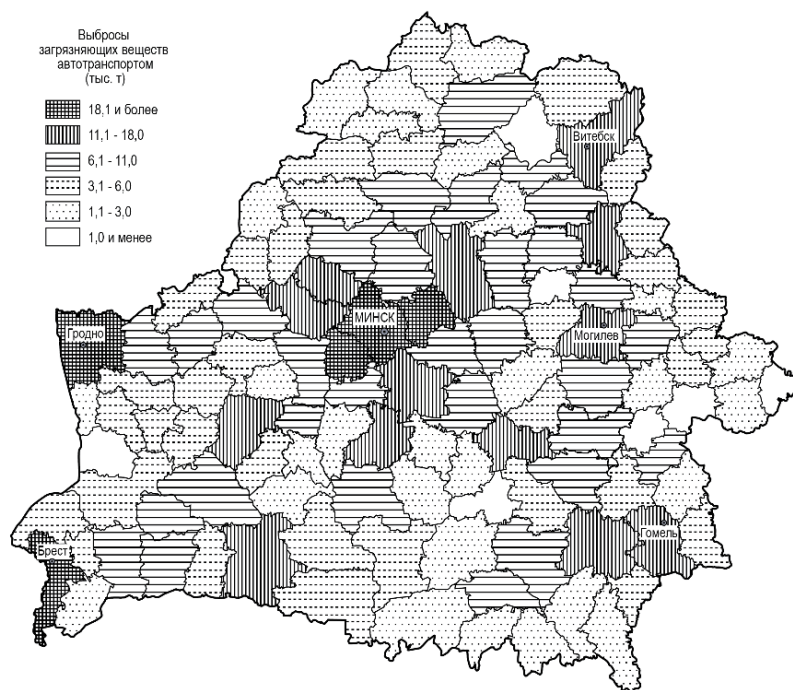 Выбросы
загрязняющих веществ
автотранспортом
(тыс. т)
18,1 и более
11,1 - 18,0
6,1 - 11,0
3,1 - 6,0
1,1 - 3,0
1,0 и менее
Витебск
МИНСК
Гродно
Могилев
Гомель
Брест